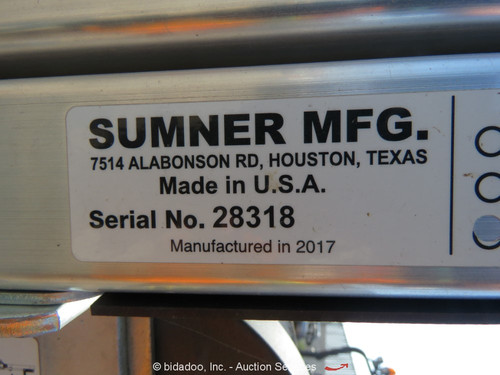 SUMNER MFG.
7514 ALABONSON RD, HOUSTON, TEXAS
Made in U.S.A.
Serial No. 28318
Manufactured in 2017
© bidadoo, Inc. - Auction Services